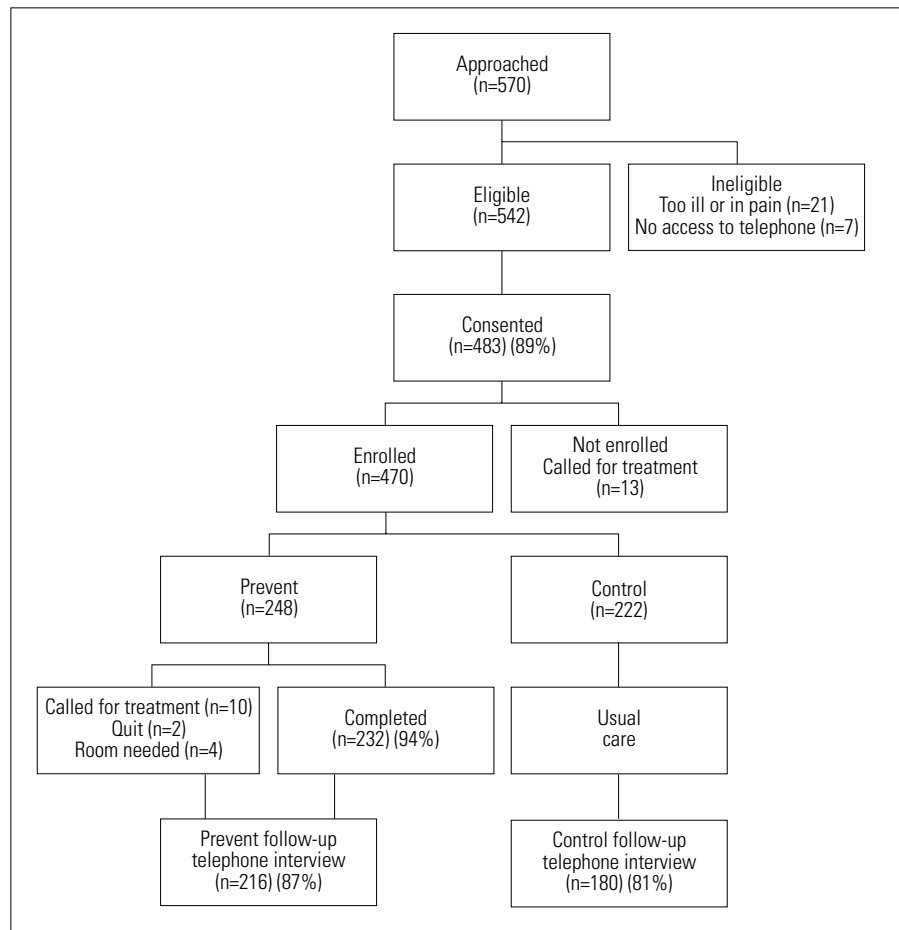 Approached
(n=570)
Eligible
(n=542)
Ineligible
Too ill or in pain (n=21)
No access to telephone (n=7)
Consented
(n=483) (89%)
Enrolled
(n=470)
Not enrolled
Called for treatment
(n=13)
Prevent
(n=248)
Control
(n=222)
Called for treatment (n=10)
Quit (n=2)
Room needed (n=4)
Completed
(n=232) (94%)
Usual
care
Prevent follow-up
telephone interview
(n=216) (87%)
Control follow-up
telephone interview
(n=180) (81%)